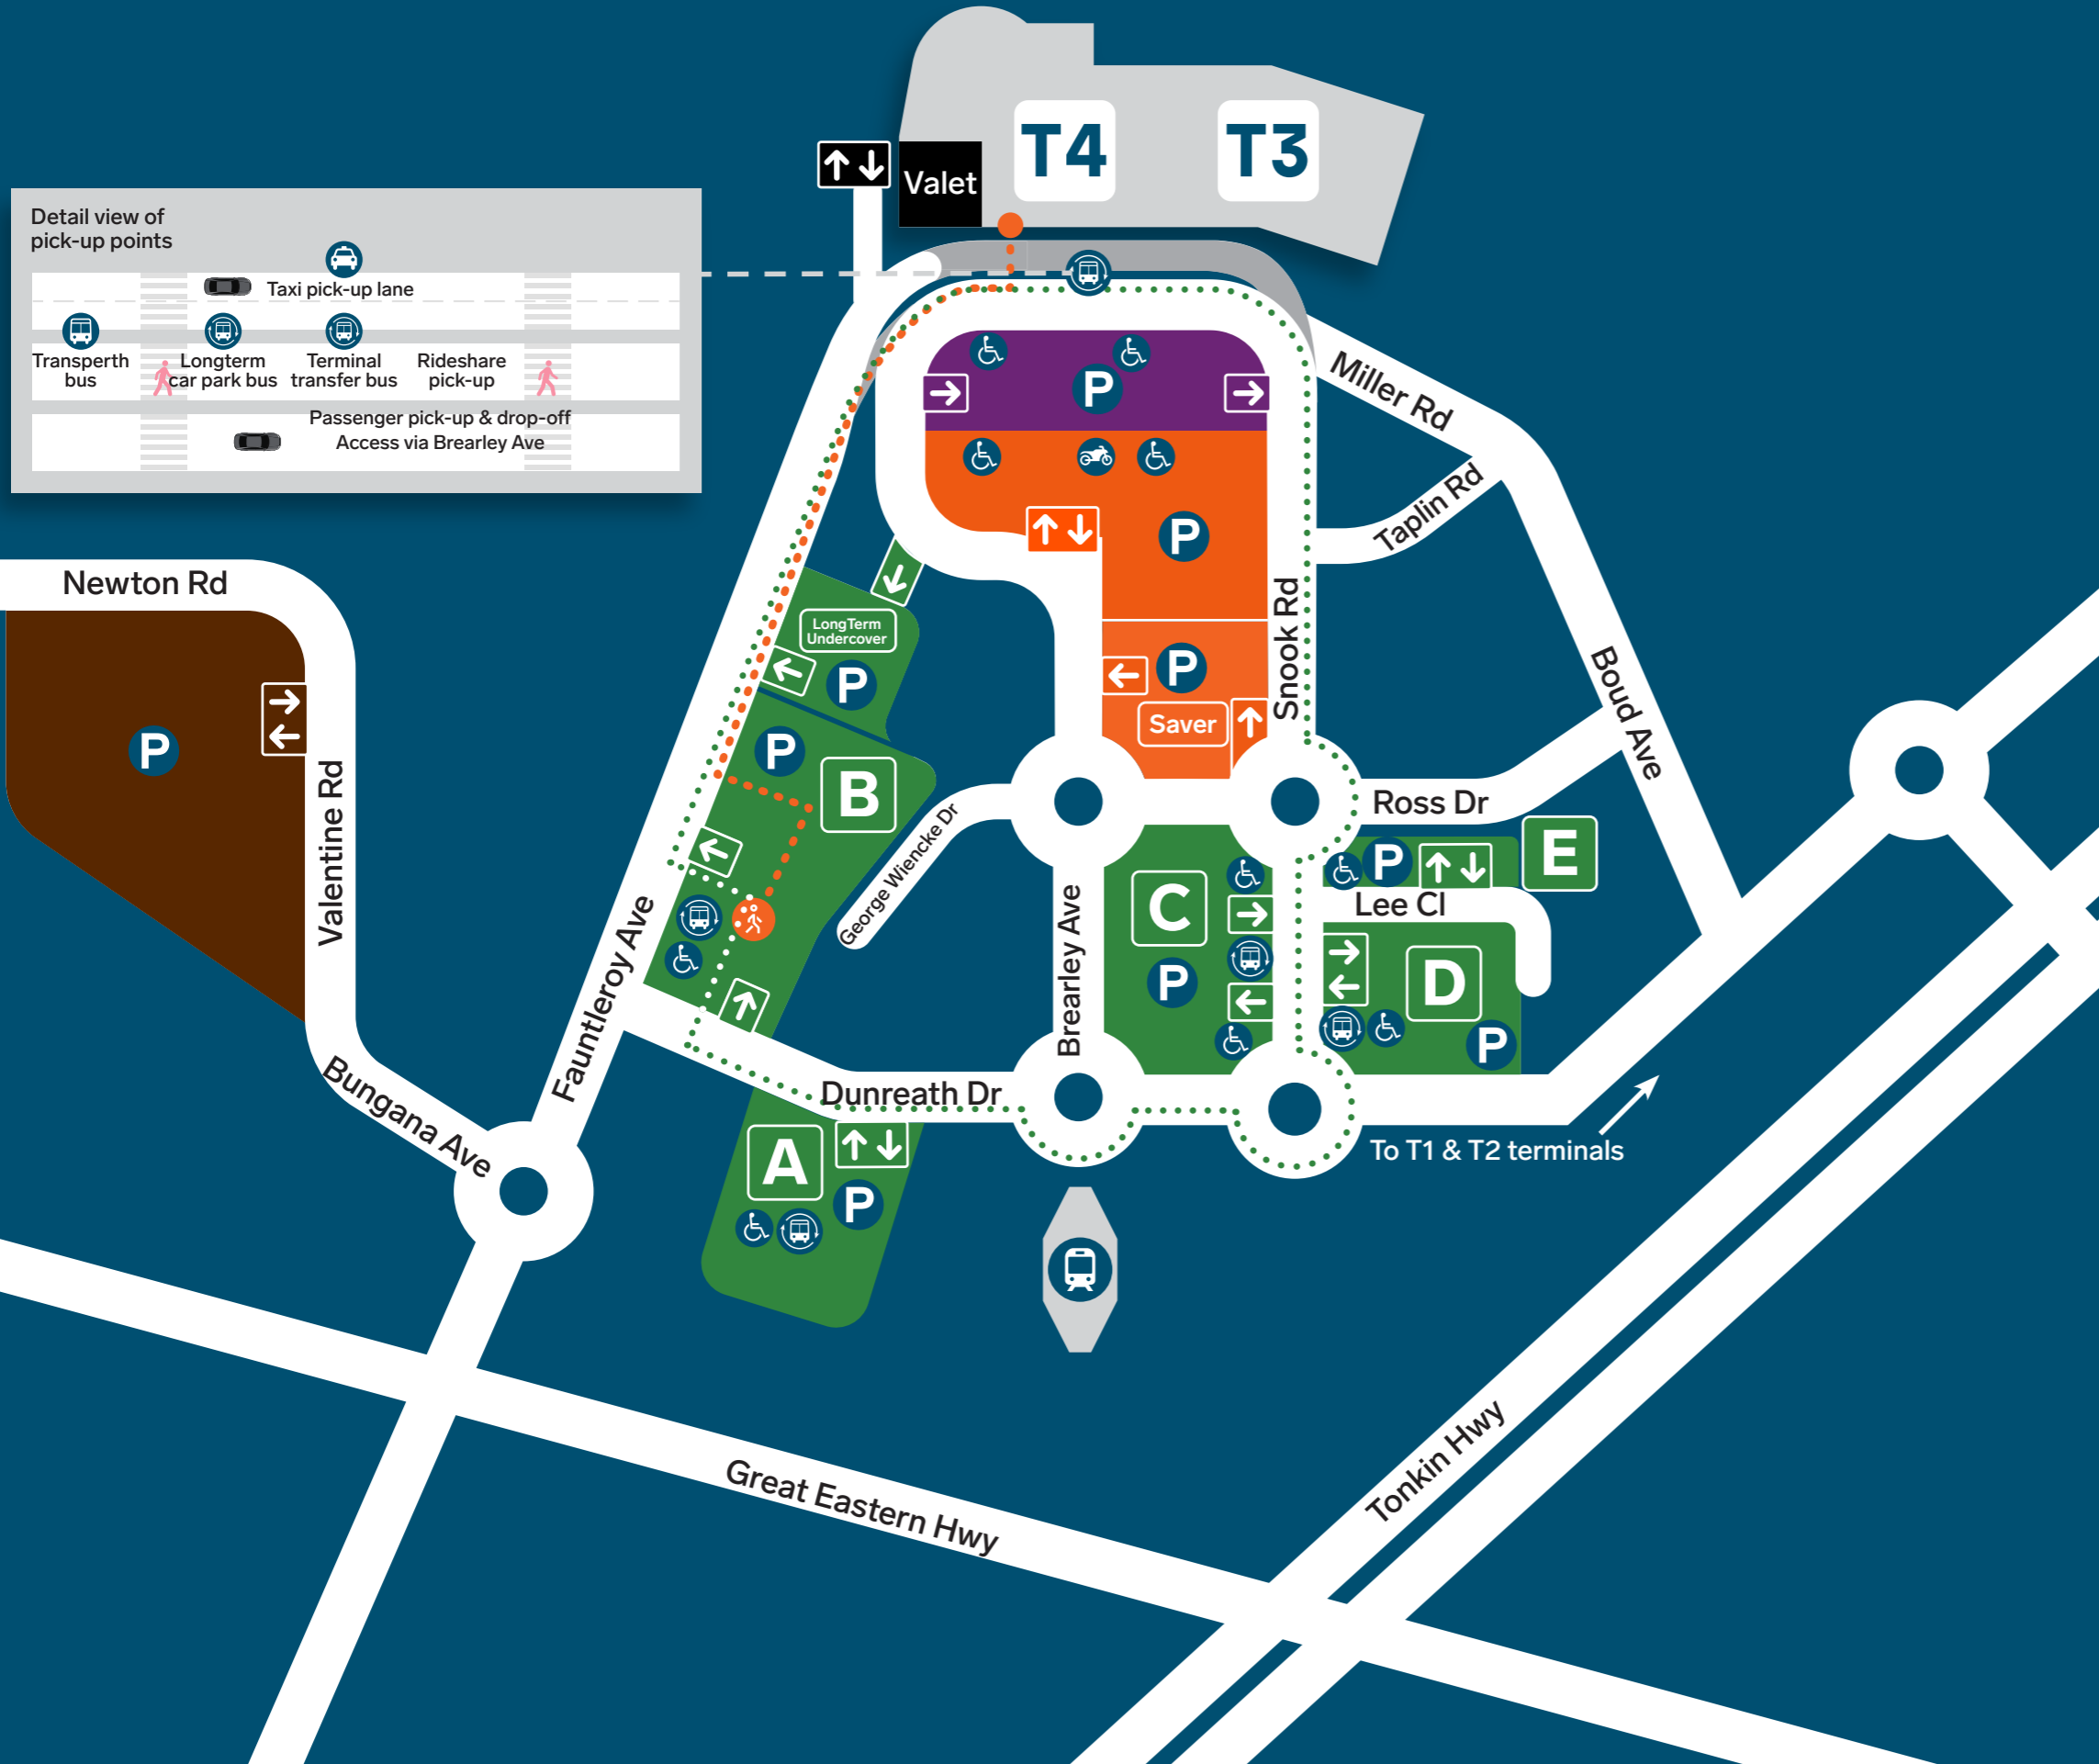 T4
T3
Valet
Detail view of
pick-up points
Taxi pick-up lane
Transperth
bus
Longterm
car park bus
Terminal
transfer bus
Rideshare
pick-up
Passenger pick-up & drop-off
Access via Brearley Ave
P
Miller Rd
Taplin Rd
P
Newton Rd
LongTerm
Undercover
P
P
Saver
Snook Rd
Boud Ave
P
P
B
Valentine Rd
George Wiencke Dr
Ross Dr
P
E
Lee Cl
C
P
D
P
Fauntleroy Ave
Brearley Ave
Bungana Ave
Dunreath Dr
A
P
To T1 & T2 terminals
Great Eastern Hwy
Tonkin Hwy